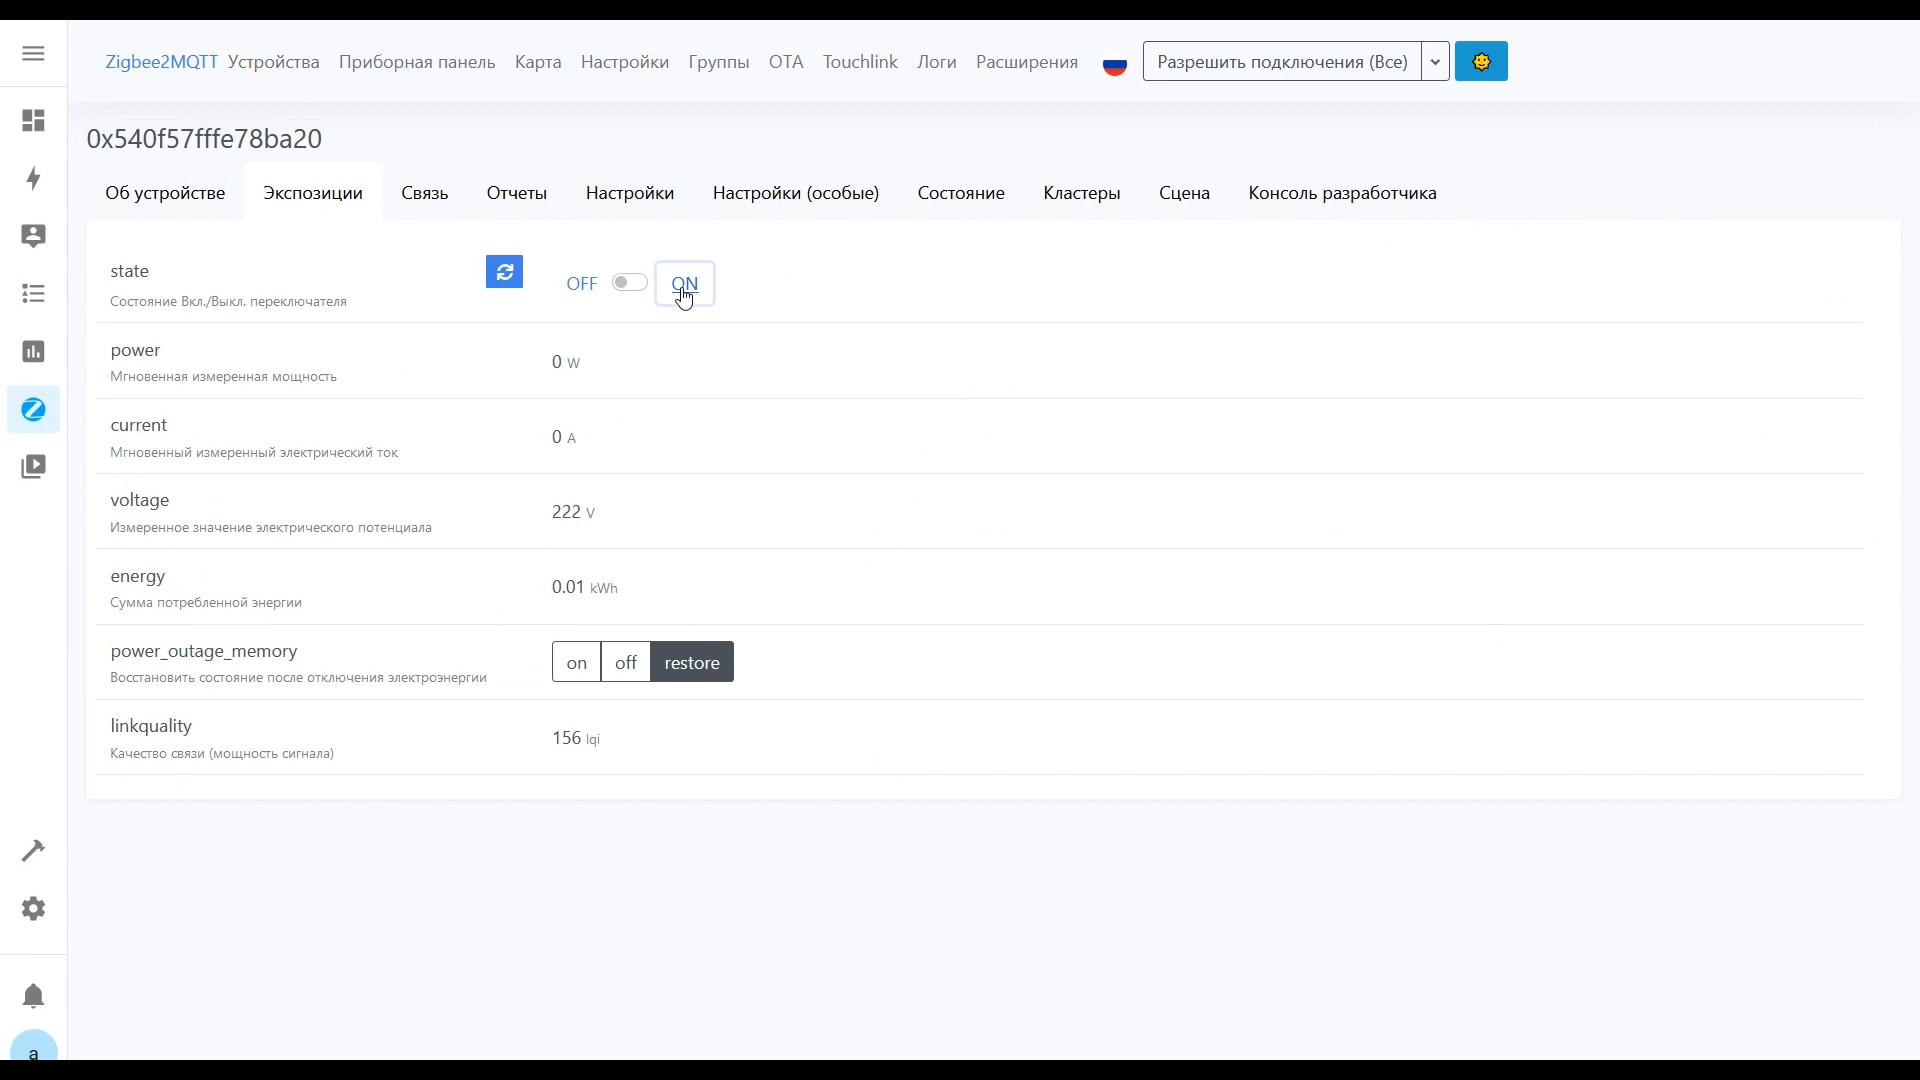 Zigbee2MQTT Устройства Приборная панель Карта Настройки Группы OTA Touchlink Логи Расширения Разрешить подключения (Все)
0x540f57fffe78ba20
Об устройстве Экспозиции Связь Отчеты Настройки Настройки (особые) Состояние Кластеры Сцена Консоль разработчика
state OFF ON
Состояние Вкл./Выкл. переключателя
power 0 W
Мгновенная измеренная мощность
current 0 A
Мгновенный измеренный электрический ток
voltage 222 V
Измеренное значение электрического потенциала
energy 0.01 kWh
Сумма потребленной энергии
power_outage_memory on off restore
Восстановить состояние после отключения электроэнергии
linkquality 156 lqi
Качество связи (мощность сигнала)
a